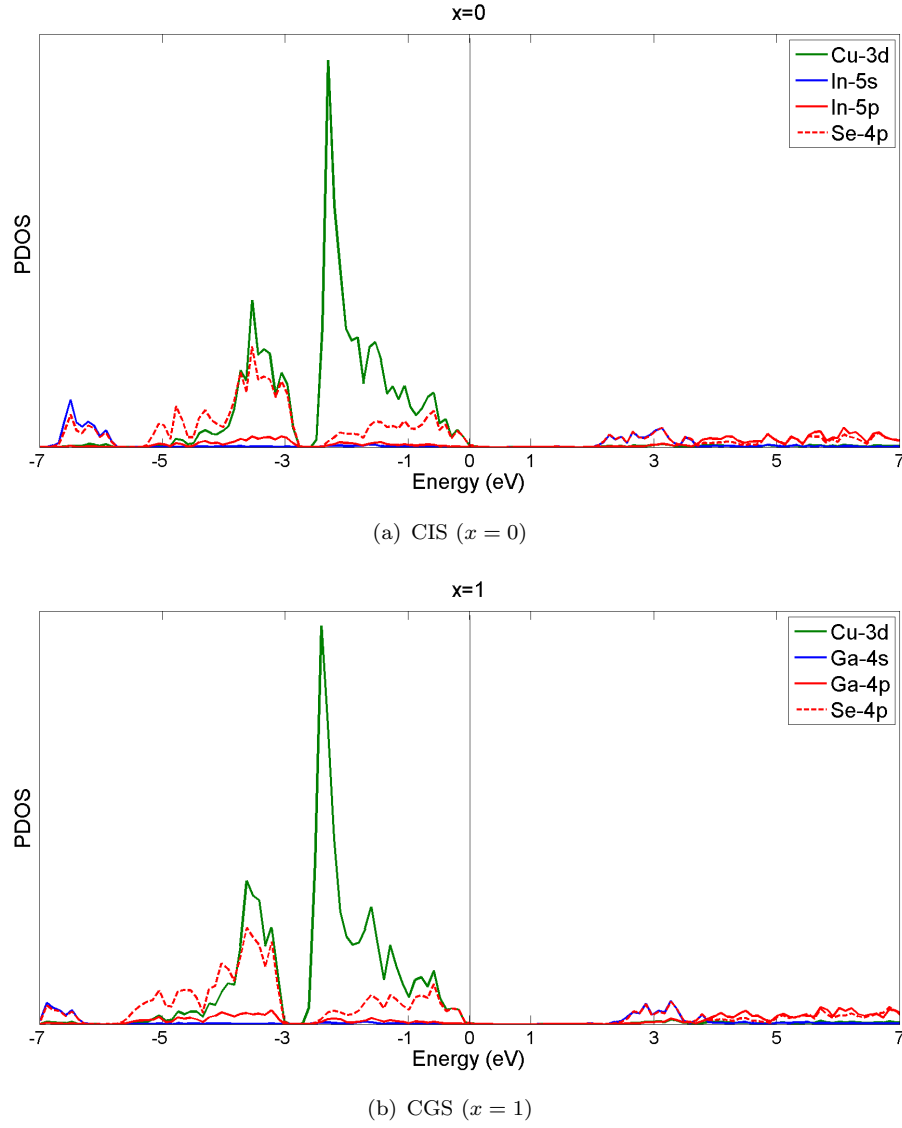 x=0
Cu-3d
In-5s
In-5p
Se-4p
PDOS
-7 -5 -3 -1 0 1 3 5 7
Energy (eV)
(a) CIS (x = 0)
x=1
Cu-3d
Ga-4s
Ga-4p
Se-4p
PDOS
-7 -5 -3 -1 0 1 3 5 7
Energy (eV)
(b) CGS (x = 1)